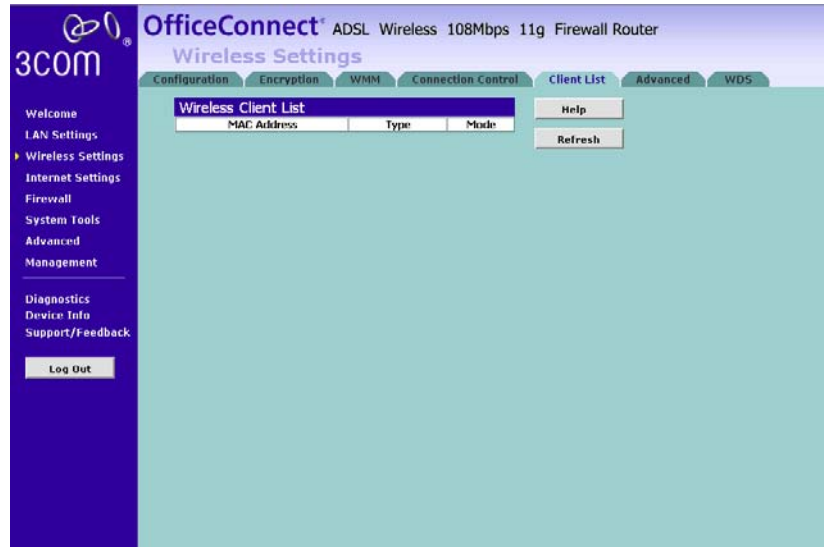 3COM®
OfficeConnect® ADSL Wireless 108Mbps 11g Firewall Router
Wireless Settings
Configuration Encryption WMM Connection Control Client List Advanced WDS
Welcome
LAN Settings
Wireless Settings
Internet Settings
Firewall
System Tools
Advanced
Management
Diagnostics
Device Info
Support/Feedback
Log Out
Wireless Client List
MAC Address Type Mode
Help
Refresh